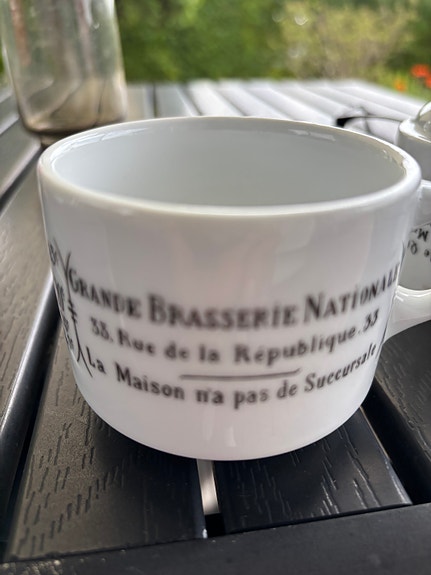 GRANDE BRASSERIE NATIONALE
33. Rue de la République. 33
La Maison n'a pas de Succursale